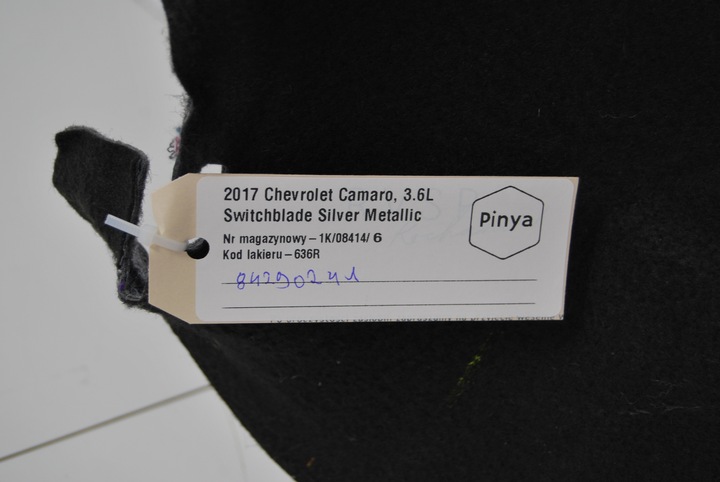 2017 Chevrolet Camaro, 3.6L
Switchblade Silver Metallic
Pinya
Nr magazynowy – 1K/08414/ 6
Kod lakieru – 636R
84290241